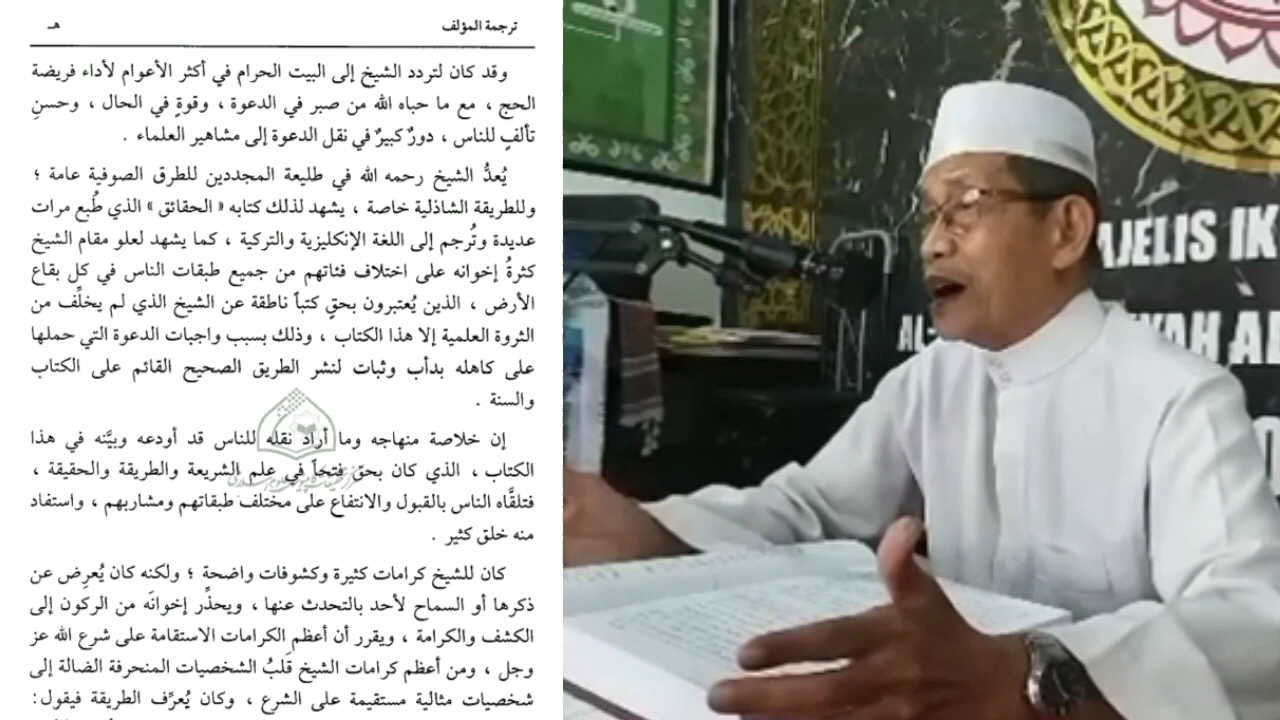 ترجمة المؤلف
هـ
وقد كان لتردد الشيخ إلى البيت الحرام في أكثر الأعوام لأداء فريضة
الحج ، مع ما حباه الله من صبر في الدعوة ، وقوةٍ في الحال ، وحسنِ
تألفٍ للناس ، دورٌ كبيرٌ في نقل الدعوة إلى مشاهير العلماء .
يُعدُّ الشيخ رحمه الله في طليعة المجددين للطرق الصوفية عامة ؛
وللطريقة الشاذلية خاصة ، يشهد لذلك كتابه « الحقائق » الذي طُبع مرات
عديدة وتُرجم إلى اللغة الإنكليزية والتركية ، كما يشهد لعلو مقام الشيخ
كثرةُ إخوانه على اختلاف فئاتهم من جميع طبقات الناس في كل بقاع
الأرض ، الذين يُعتبرون بحقٍ كتباً ناطقة عن الشيخ الذي لم يخلِّف من
الثروة العلمية إلا هذا الكتاب ، وذلك بسبب واجبات الدعوة التي حملها
على كاهله بدأب وثبات لنشر الطريق الصحيح القائم على الكتاب
والسنة .
إن خلاصة منهاجه وما أراد نقله للناس قد أودعه وبيَّنه في هذا
الكتاب ، الذي كان بحقٍ فتحاً في علم الشريعة والطريقة والحقيقة ،
فتلقَّاه الناس بالقبول والانتفاع على مختلف طبقاتهم ومشاربهم ، واستفاد
منه خلق كثير .
كان للشيخ كرامات كثيرة وكشوفات واضحة ؛ ولكنه كان يُعرِض عن
ذكرها أو السماح لأحد بالتحدث عنها ، ويحذِّر إخوانَه من الركون إلى
الكشف والكرامة ، ويقرر أن أعظم الكرامات الاستقامة على شرع الله عز
وجل ، ومن أعظم كرامات الشيخ قَلبُ الشخصيات المنحرفة الضالة إلى
شخصيات مثالية مستقيمة على الشرع ، وكان يُعرِّف الطريقة فيقول :
AJELIS IK
AL-
YAH A